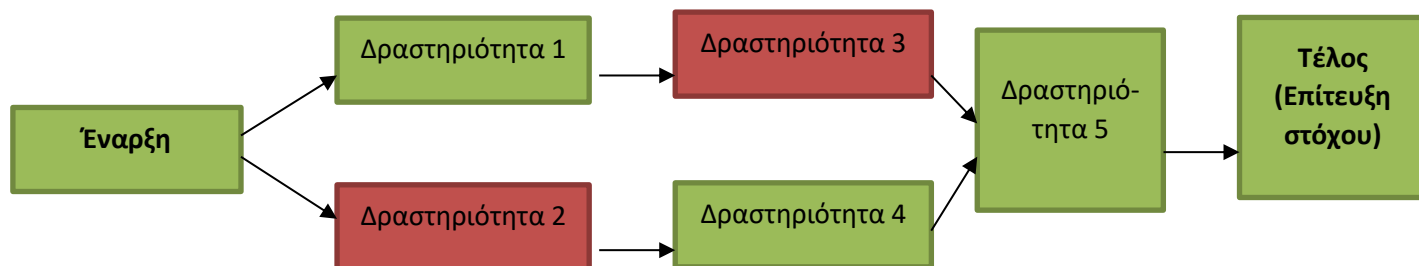 Έναρξη
Δραστηριότητα 1
Δραστηριότητα 2
Δραστηριότητα 3
Δραστηριότητα 4
Δραστηριό-
τητα 5
Τέλος
(Επίτευξη
στόχου)